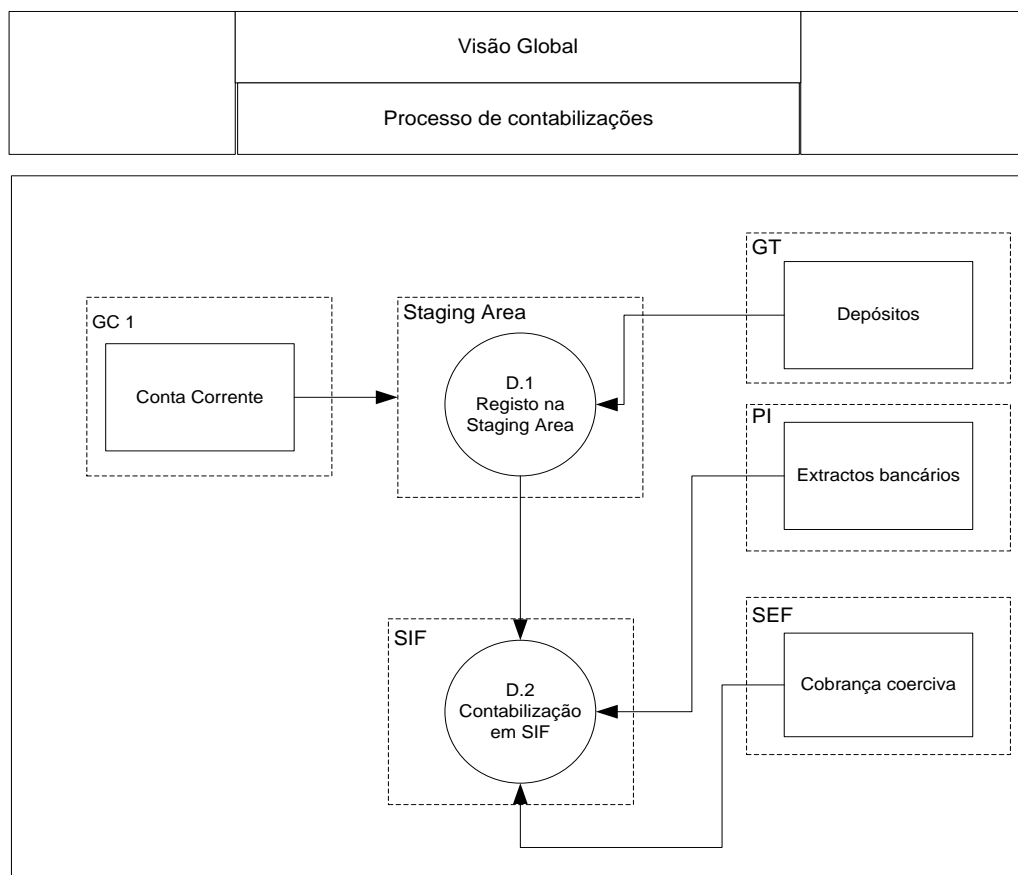 Visão Global
Processo de contabilizações
GC 1
Conta Corrente
Staging Area
D.1
Registo na
Staging Area
GT
Depósitos
PI
Extractos bancários
SIF
D.2
Contabilização
em SIF
SEF
Cobrança coerciva